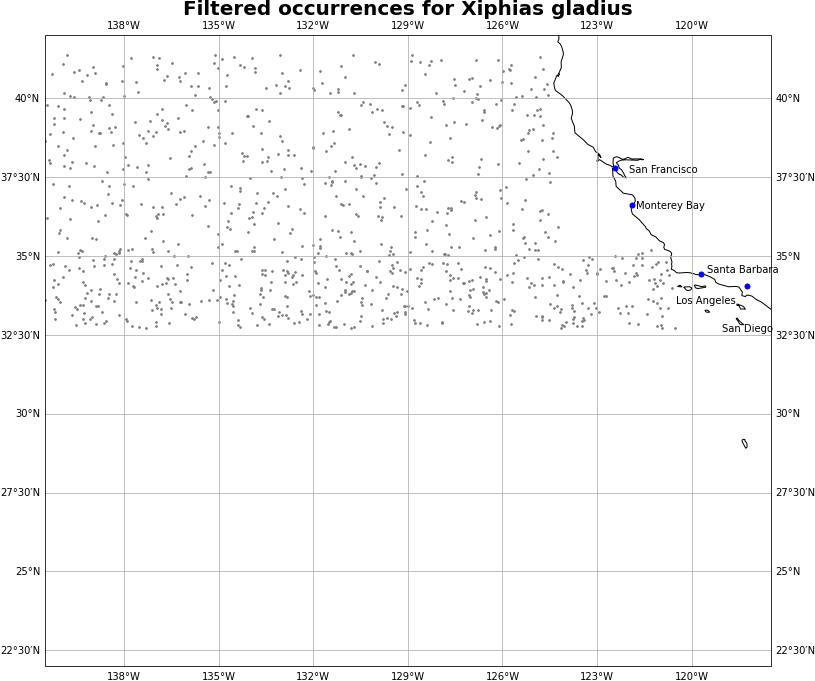 Filtered occurrences for Xiphias gladius
138°W 135°W 132°W 129°W 126°W 123°W 120°W
40°N 40°N
San Francisco
37°30'N 37°30'N
Monterey Bay
35°N 35°N
Santa Barbara
Los Angeles
San Diego
32°30'N 32°30'N
30°N 30°N
27°30'N 27°30'N
25°N 25°N
22°30'N 22°30'N
138°W 135°W 132°W 129°W 126°W 123°W 120°W